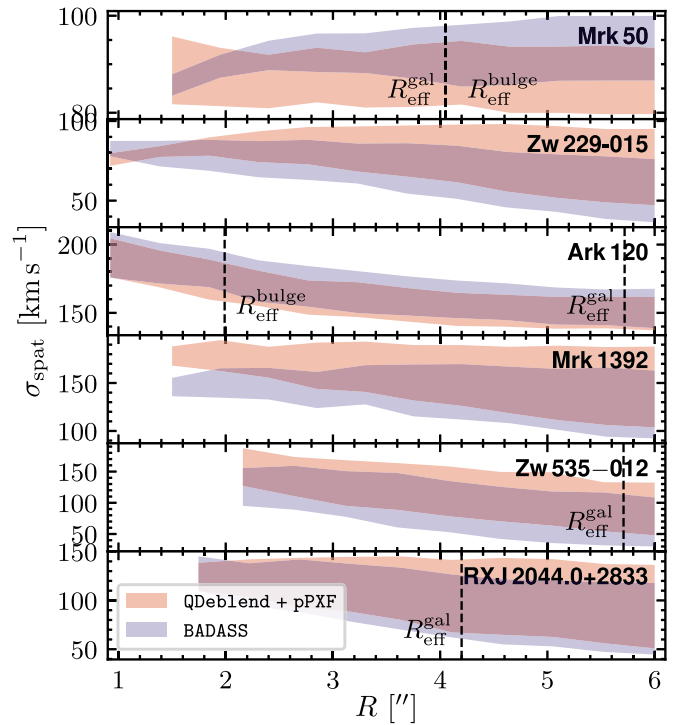 100
80
Mrk 50
R_eff^gal R_eff^bulge
100
50
Zw 229-015
200
150
Ark 120
R_eff^bulge R_eff^gal
150
100
Mrk 1392
150
100
50
Zw 535−012
R_eff^gal
150
100
50
RXJ 2044.0+2833
R_eff^gal
QDeblend + pPXF
BADASS
σ_spat [km s⁻¹]
1 2 3 4 5 6
R [″]